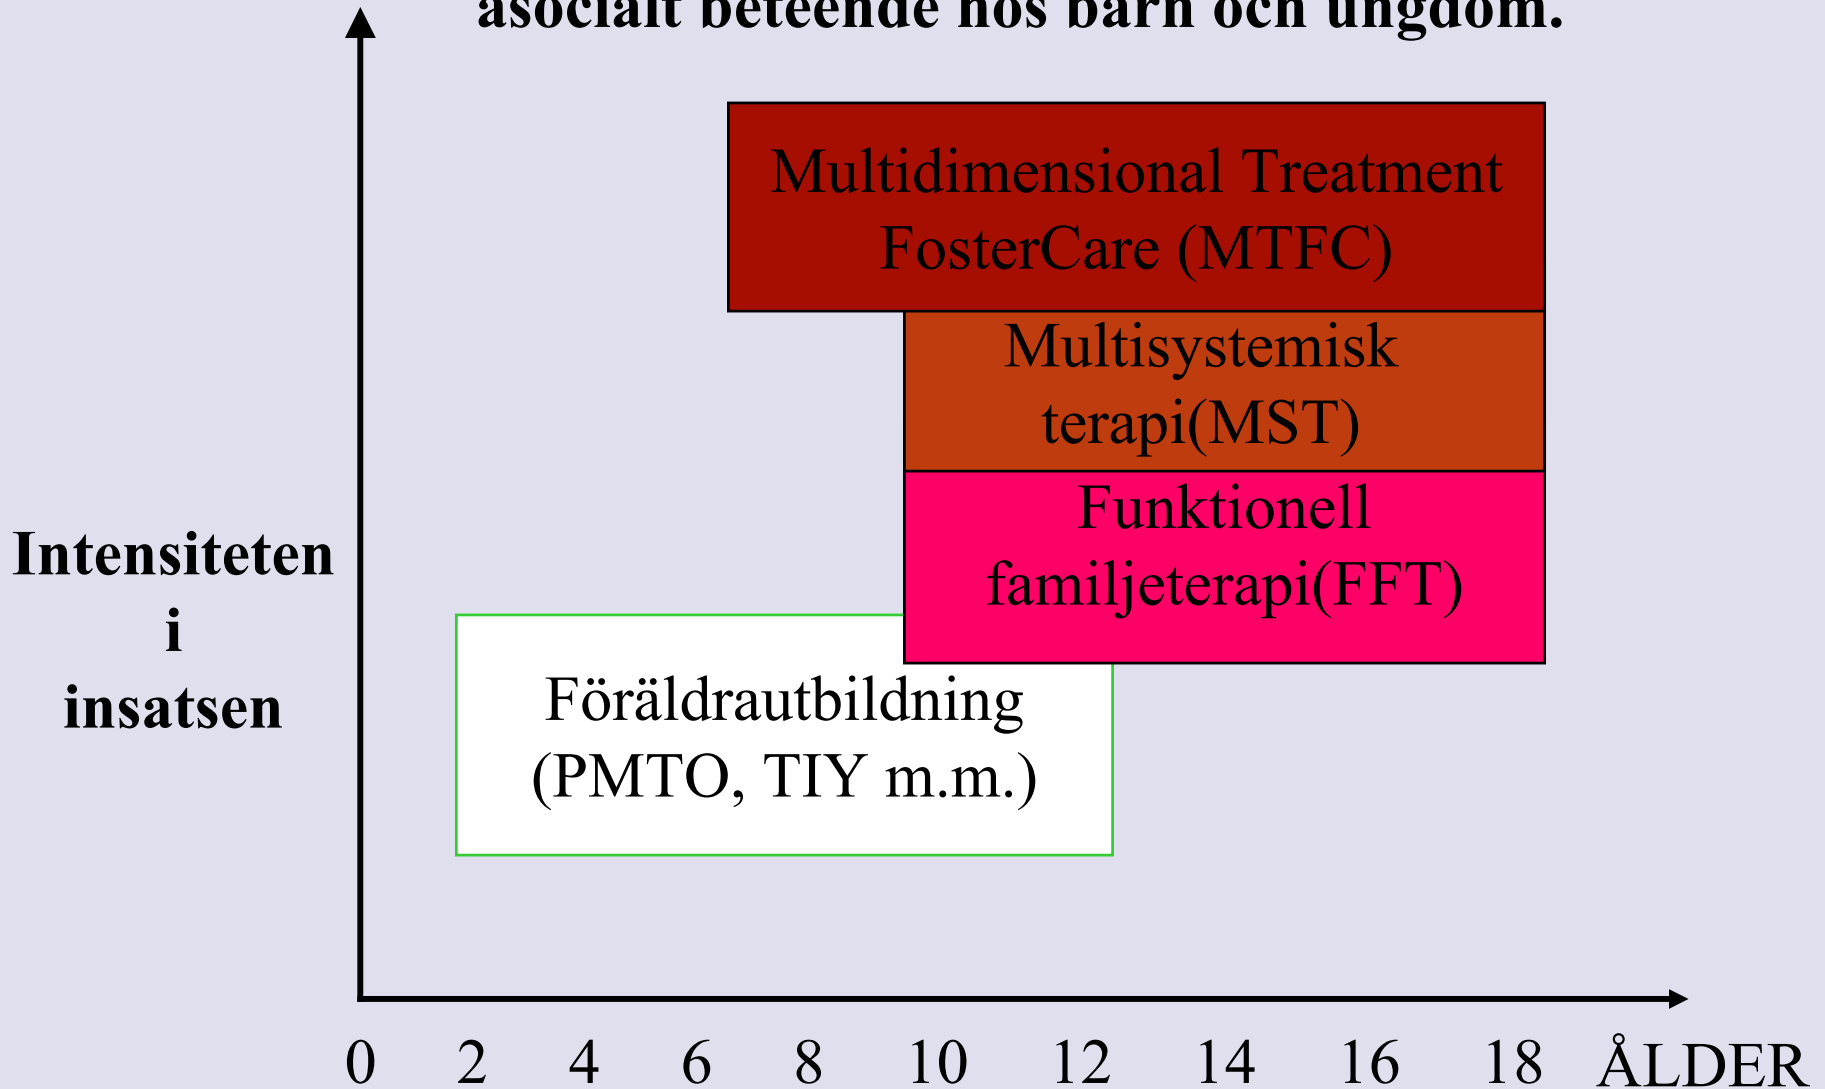 asocialt beteende hos barn och ungdom.
Multidimensional Treatment
FosterCare (MTFC)
Multisystemisk
terapi(MST)
Funktionell
familjeterapi(FFT)
Intensiteten
i
insatsen
Föräldrautbildning
(PMTO, TIY m.m.)
0 2 4 6 8 10 12 14 16 18 ÅLDER